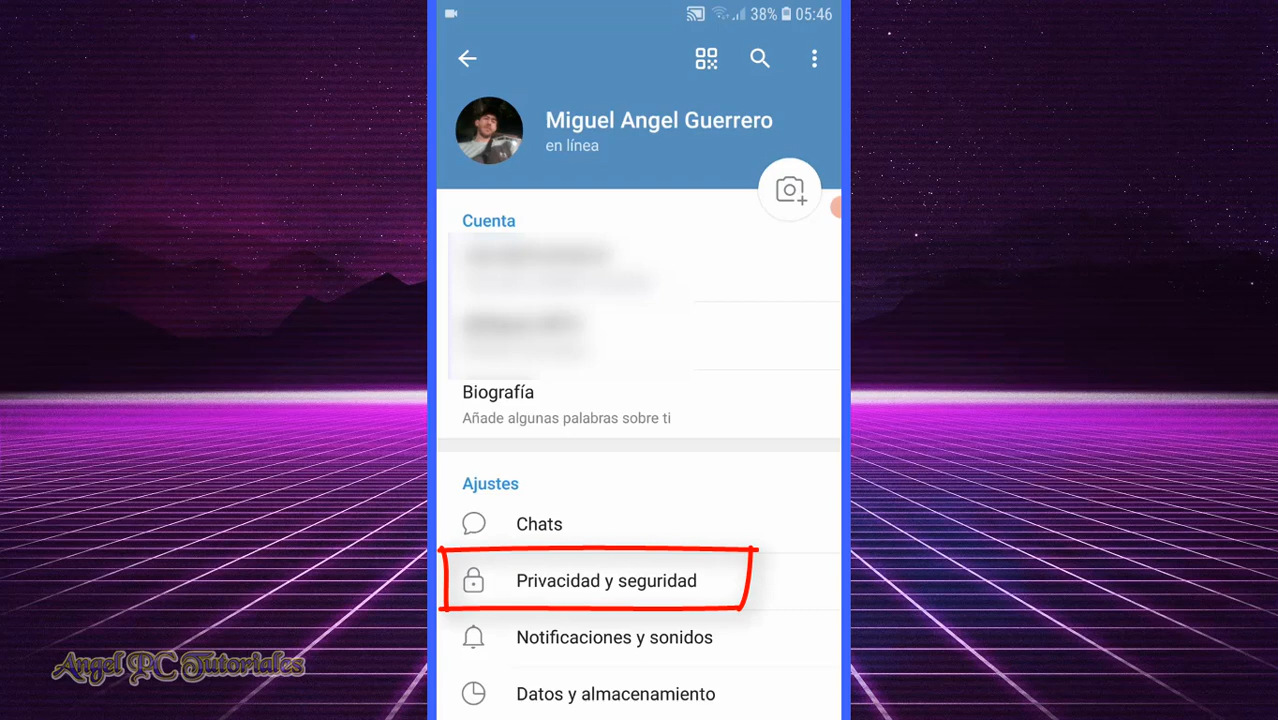 38% 05:46
Miguel Angel Guerrero
en línea
Cuenta
Biografía
Añade algunas palabras sobre ti
Ajustes
Chats
Privacidad y seguridad
Notificaciones y sonidos
Datos y almacenamiento
Angel PC Tutoriales